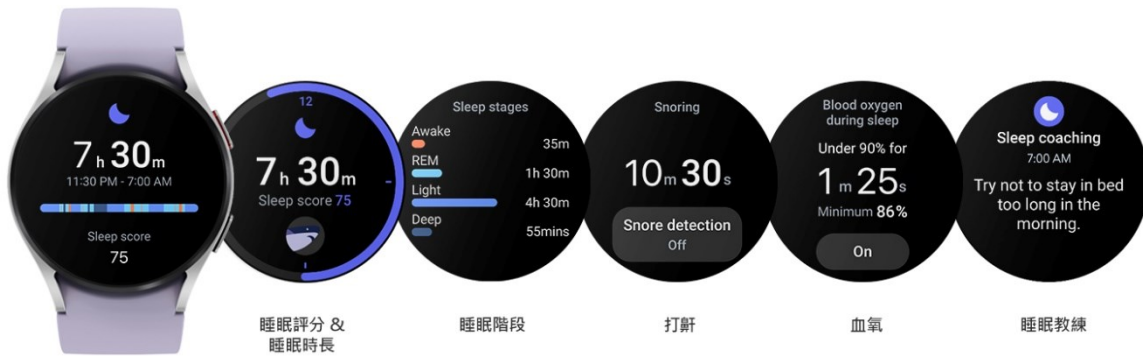 7h 30m
11:30 PM - 7:00 AM
Sleep score
75
12
7h 30m
Sleep score 75
睡眠評分 &
睡眠時長
Sleep stages
Awake
35m
REM
1h 30m
Light
4h 30m
Deep
55mins
睡眠階段
Snoring
10m 30s
Snore detection
Off
打鼾
Blood oxygen
during sleep
Under 90% for
1m 25s
Minimum 86%
On
血氧
Sleep coaching
7:00 AM
Try not to stay in bed
too long in the
morning.
睡眠教練